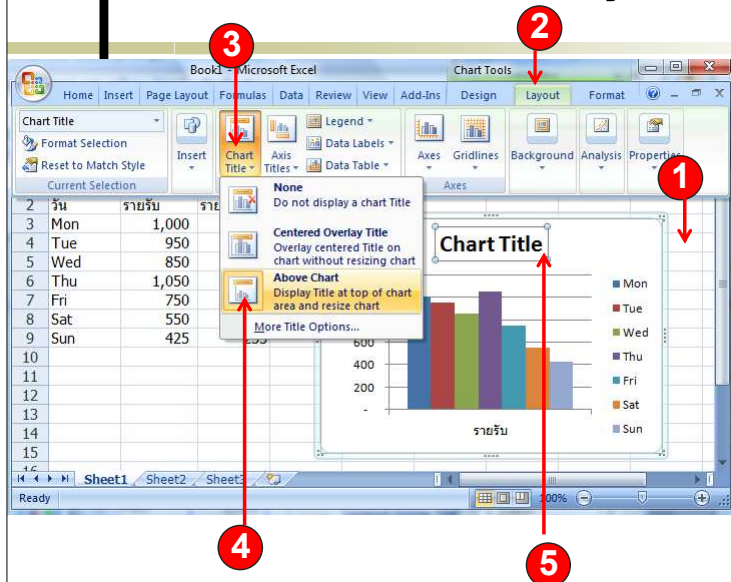 3
2
Book1 - Microsoft Excel
Chart Tools
Home Insert Page Layout Formulas Data Review View Add-Ins Design Layout Format
Chart Title
Format Selection
Reset to Match Style
Current Selection
Insert
Chart Title
Axis Titles
Legend
Data Labels
Data Table
Axes
Gridlines
Axes
Background
Analysis
Properties
1
None
Do not display a chart Title
Centered Overlay Title
Overlay centered Title on
chart without resizing chart
Above Chart
Display Title at top of chart
area and resize chart
More Title Options...
2 วัน รายรับ
3 Mon 1,000
4 Tue 950
5 Wed 850
6 Thu 1,050
7 Fri 750
8 Sat 550
9 Sun 425
10
11
12
13
14
15
Chart Title
600
400
200
-
รายรับ
Mon
Tue
Wed
Thu
Fri
Sat
Sun
Sheet1 Sheet2 Sheet3
Ready
100%
4
5